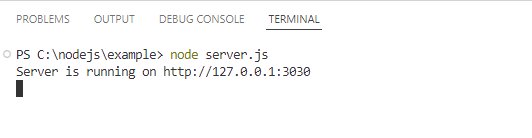 PROBLEMS OUTPUT DEBUG CONSOLE TERMINAL
PS C:\nodejs\example> node server.js
Server is running on http://127.0.0.1:3030